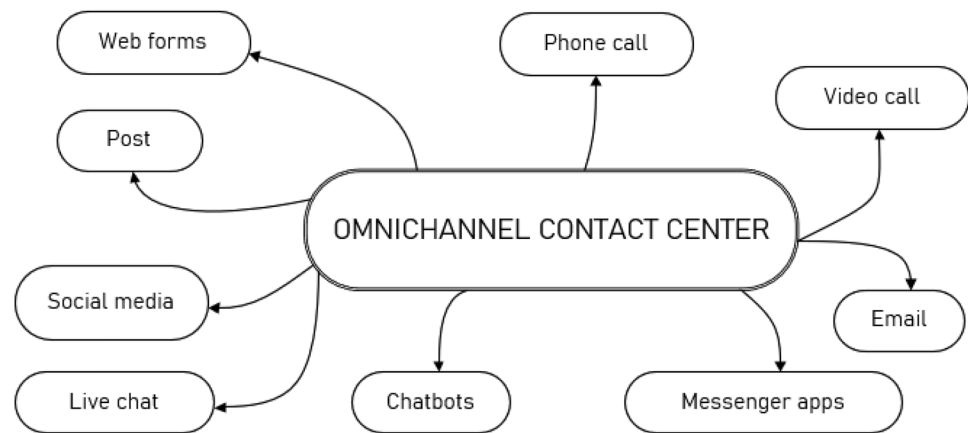 Web forms
Phone call
Video call
Post
OMNICHANNEL CONTACT CENTER
Social media
Email
Live chat
Chatbots
Messenger apps